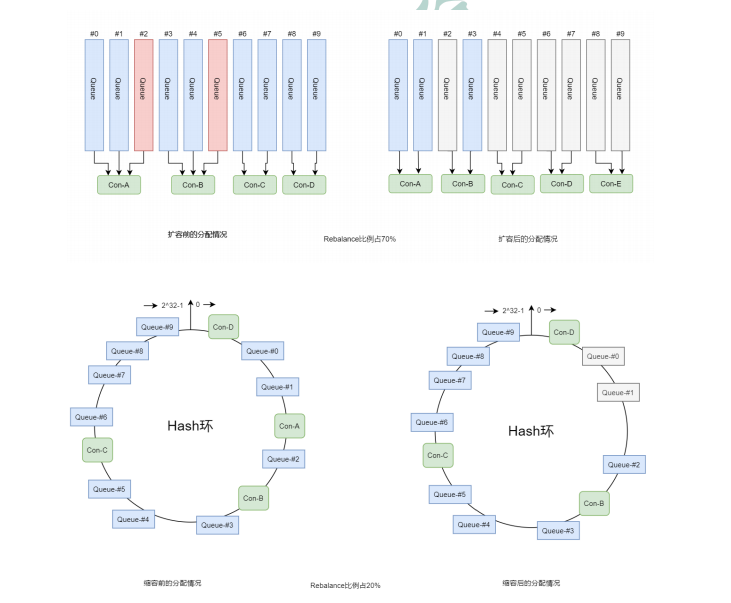 #0 #1 #2 #3 #4 #5 #6 #7 #8 #9
Queue Queue Queue Queue Queue Queue Queue Queue Queue Queue
Con-A Con-B Con-C Con-D
扩容前的分配情况
#0 #1 #2 #3 #4 #5 #6 #7 #8 #9
Queue Queue Queue Queue Queue Queue Queue Queue Queue Queue
Con-A Con-B Con-C Con-D Con-E
扩容后的分配情况
Rebalance比例占70%
2^32-1 0
Queue-#9 Con-D
Queue-#8 Queue-#0
Queue-#7 Queue-#1
Queue-#6 Hash环 Con-A
Con-C Queue-#2
Queue-#5 Con-B
Queue-#4 Queue-#3
缩容前的分配情况
2^32-1 0
Queue-#9 Con-D
Queue-#8 Queue-#0
Queue-#7 Queue-#1
Queue-#6 Hash环
Con-C Queue-#2
Queue-#5 Con-B
Queue-#4 Queue-#3
缩容后的分配情况
Rebalance比例占20%